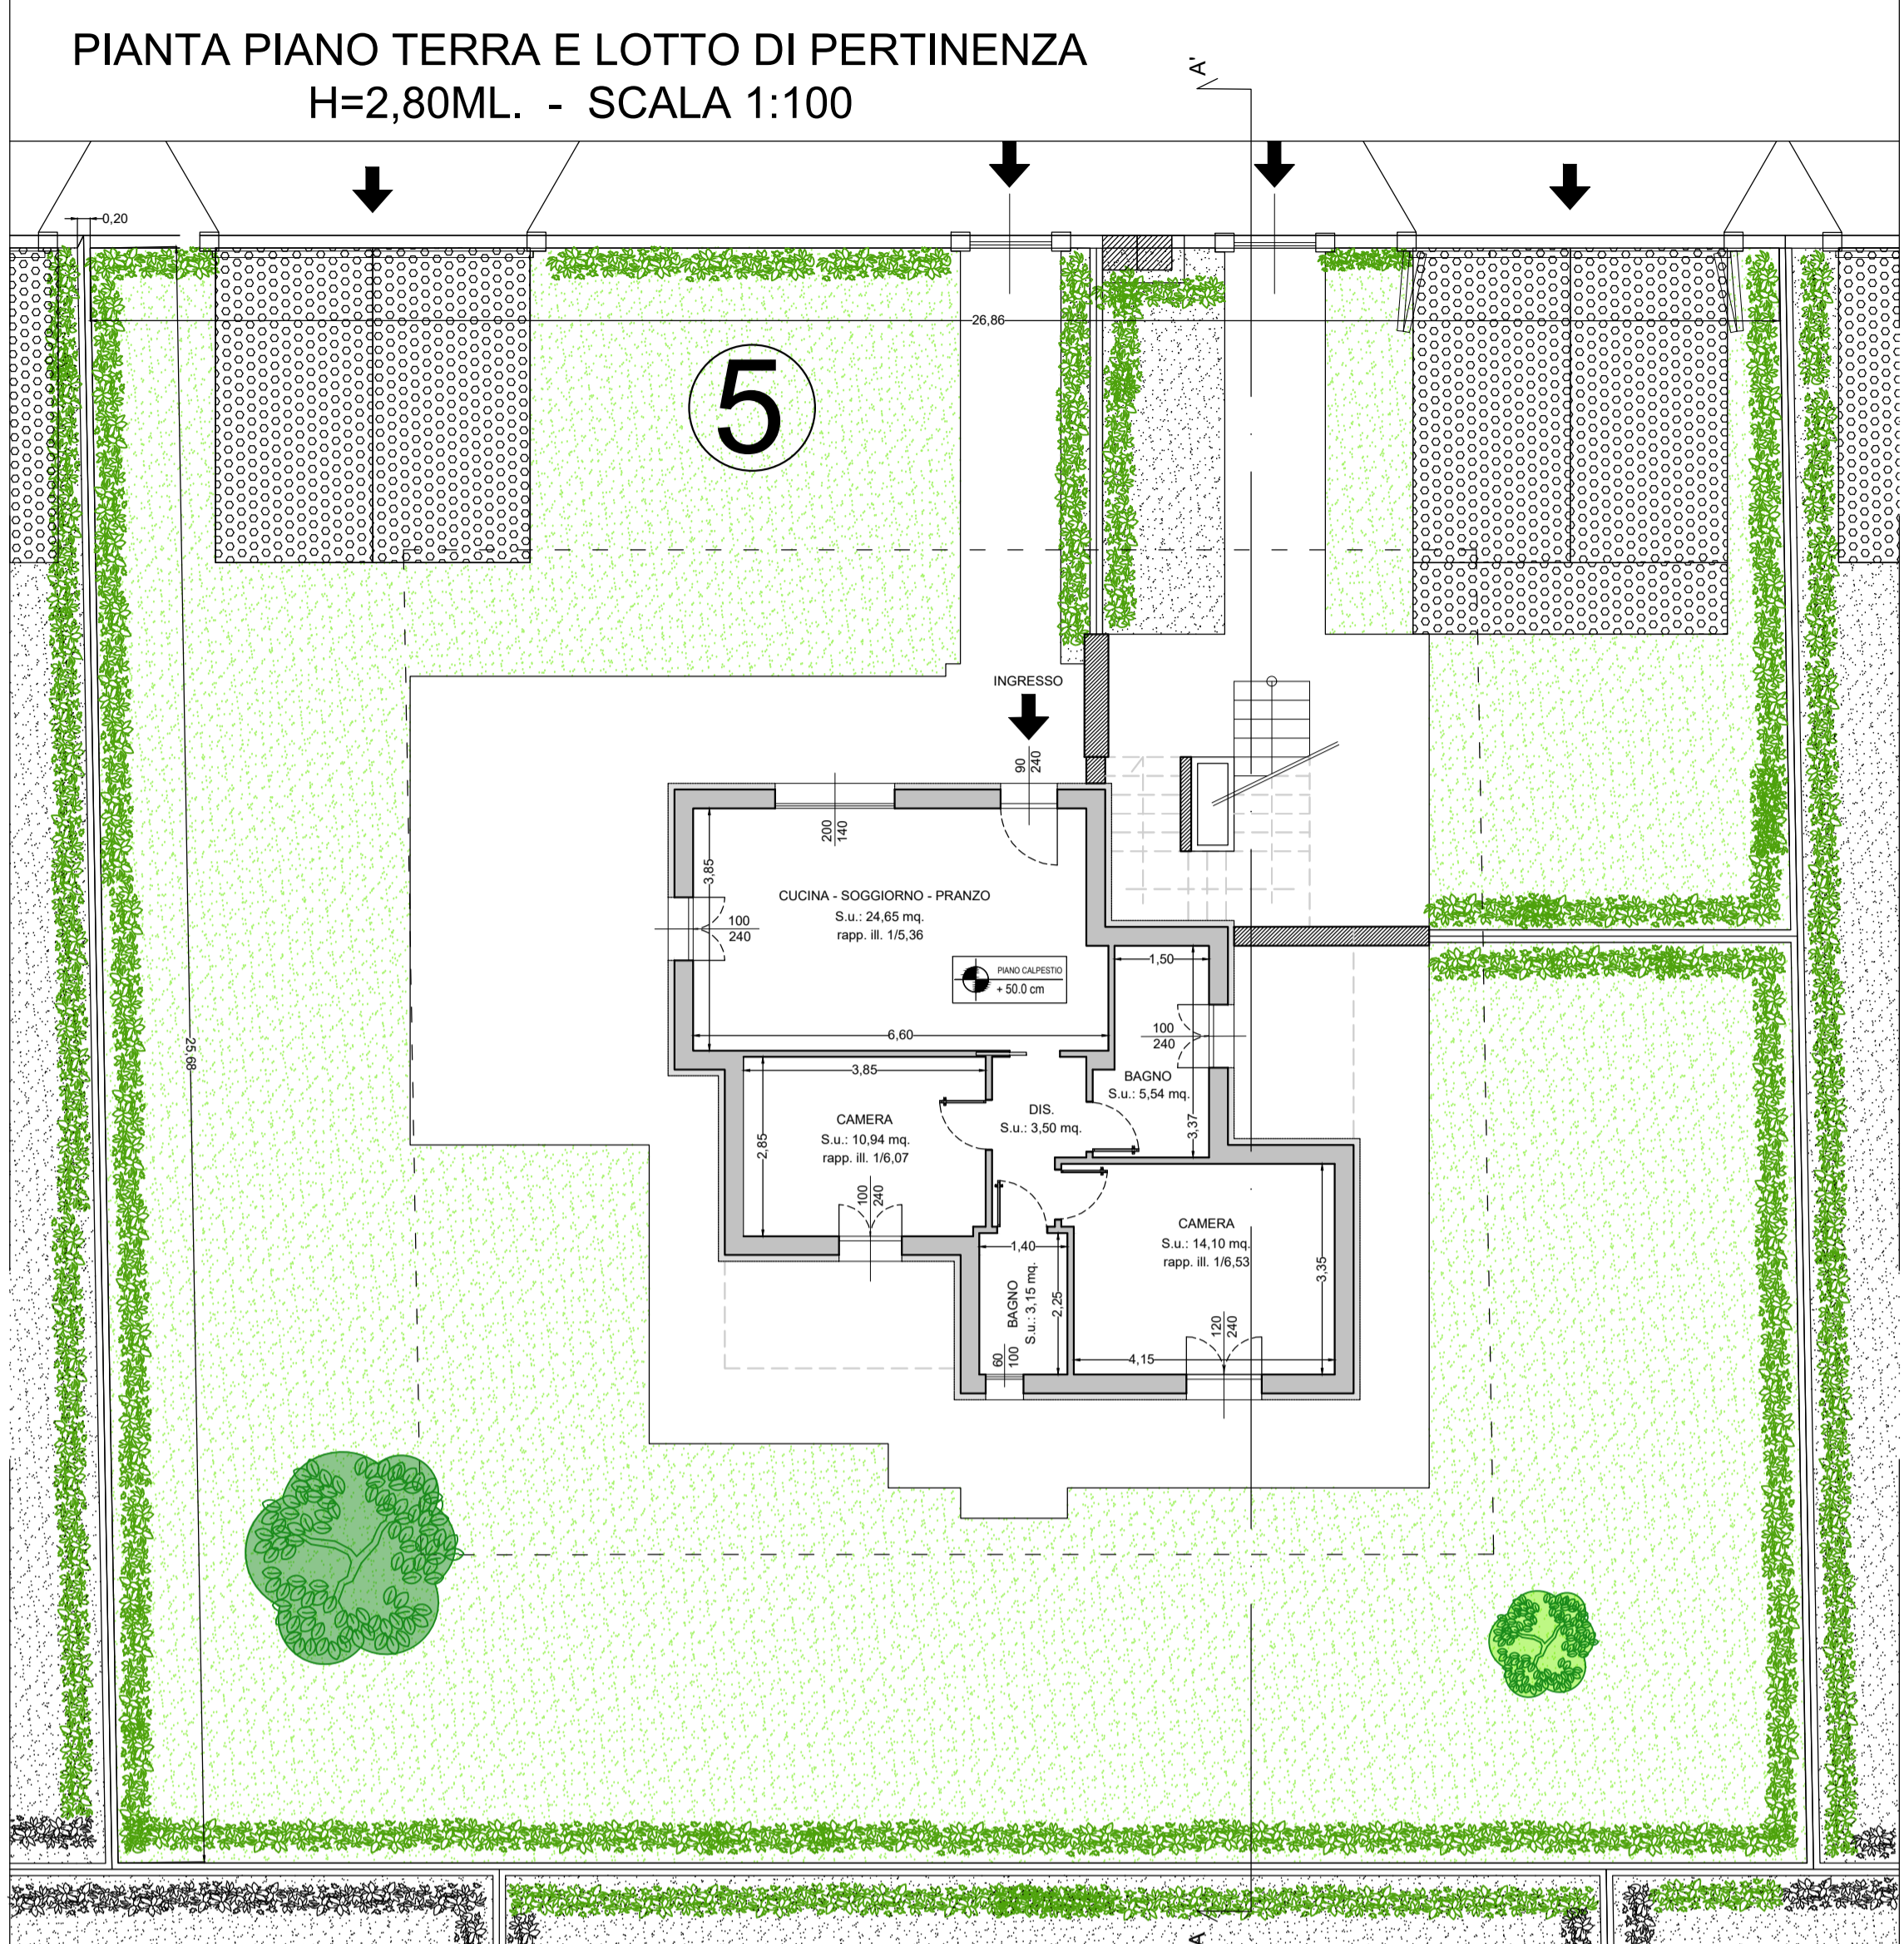 PIANTA PIANO TERRA E LOTTO DI PERTINENZA
H=2,80ML. - SCALA 1:100
A'
0,20
26,86
5
25,68
INGRESSO
90
240
200
140
3,85
CUCINA - SOGGIORNO - PRANZO
S.u.: 24,65 mq.
rapp. ill. 1/5,36
100
240
PIANO CALPESTIO
+ 50.0 cm
6,60
1,50
100
240
BAGNO
S.u.: 5,54 mq.
3,37
3,85
2,85
CAMERA
S.u.: 10,94 mq.
rapp. ill. 1/6,07
100
240
DIS.
S.u.: 3,50 mq.
1,40
BAGNO
S.u.: 3,15 mq.
2,25
60
100
CAMERA
S.u.: 14,10 mq.
rapp. ill. 1/6,53
3,35
4,15
120
240
A